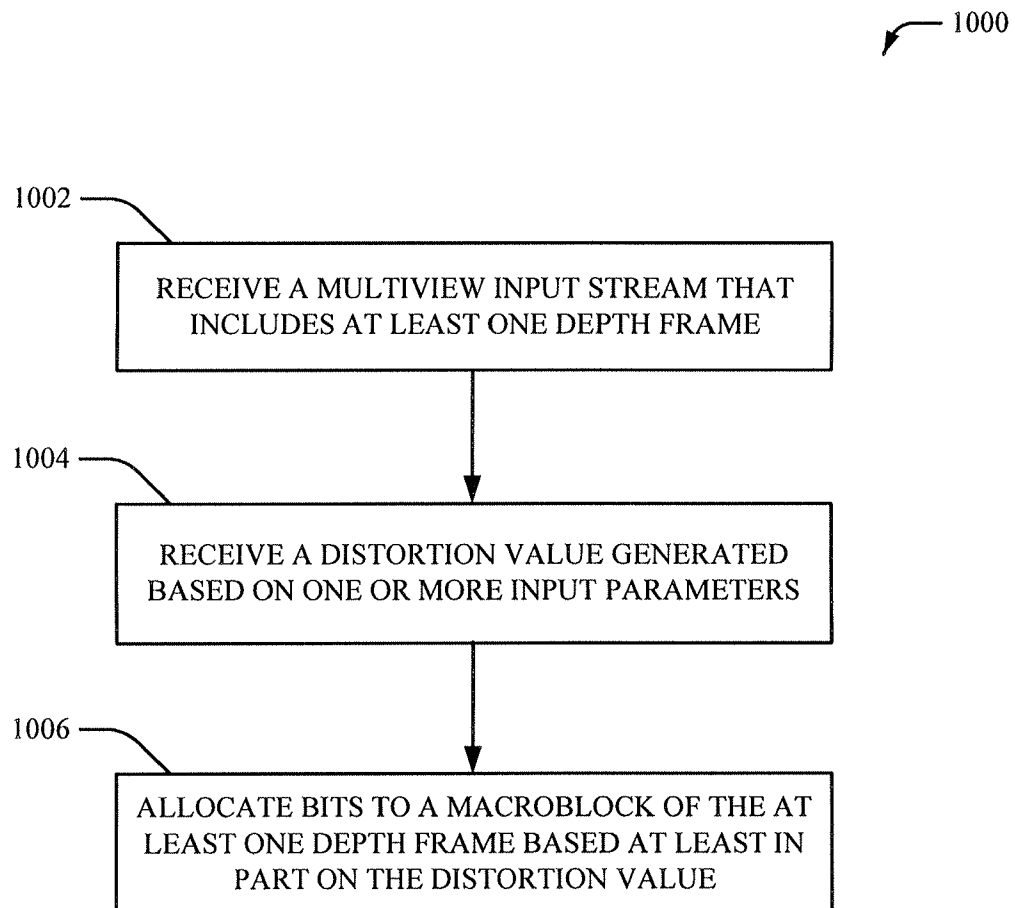 1000
1002
RECEIVE A MULTIVIEW INPUT STREAM THAT
INCLUDES AT LEAST ONE DEPTH FRAME
1004
RECEIVE A DISTORTION VALUE GENERATED
BASED ON ONE OR MORE INPUT PARAMETERS
1006
ALLOCATE BITS TO A MACROBLOCK OF THE AT
LEAST ONE DEPTH FRAME BASED AT LEAST IN
PART ON THE DISTORTION VALUE